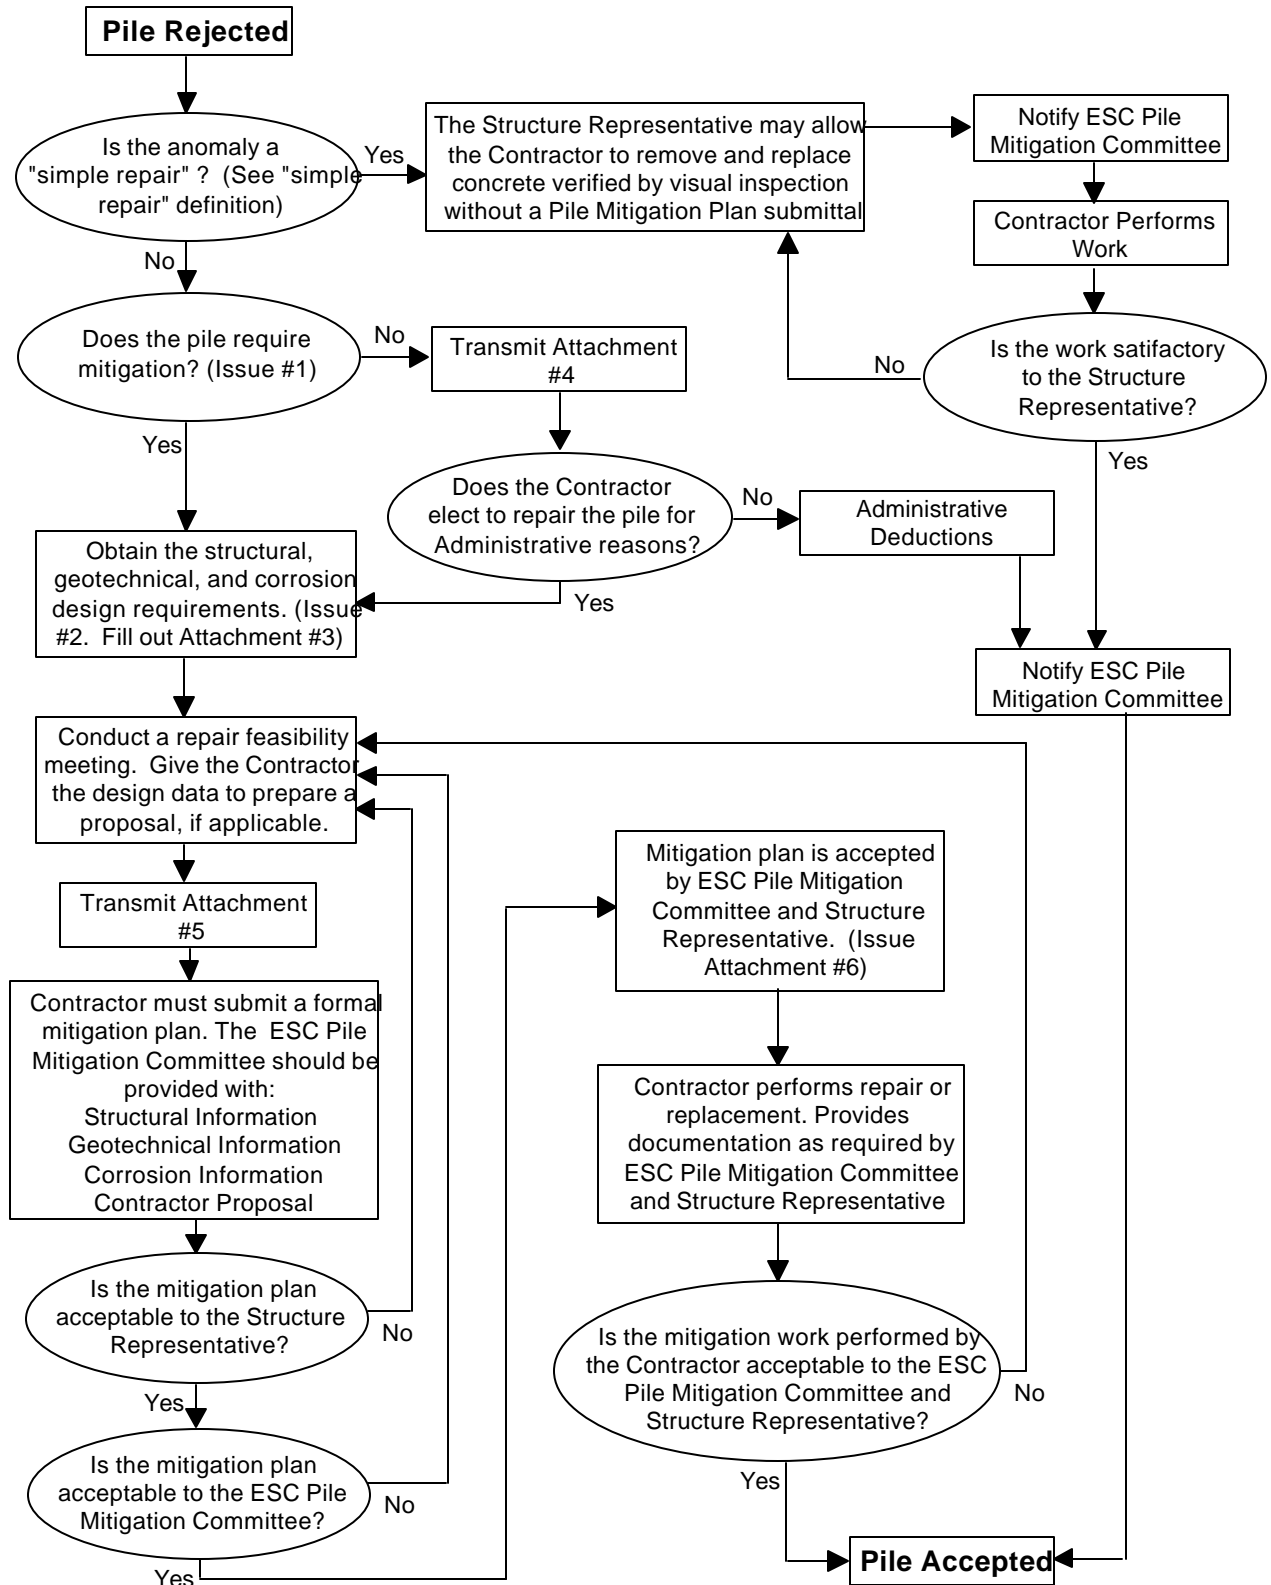 Pile Rejected
Is the anomaly a
"simple repair" ? (See "simple
repair" definition)
Yes
The Structure Representative may allow
the Contractor to remove and replace
concrete verified by visual inspection
without a Pile Mitigation Plan submittal
Notify ESC Pile
Mitigation Committee
Contractor Performs
Work
No
Does the pile require
mitigation? (Issue #1)
No
Transmit Attachment
#4
No
Is the work satifactory
to the Structure
Representative?
Yes
Yes
Does the Contractor
elect to repair the pile for
Administrative reasons?
No
Administrative
Deductions
Yes
Obtain the structural,
geotechnical, and corrosion
design requirements. (Issue
#2. Fill out Attachment #3)
Notify ESC Pile
Mitigation Committee
Conduct a repair feasibility
meeting. Give the Contractor
the design data to prepare a
proposal, if applicable.
Transmit Attachment
#5
Contractor must submit a formal
mitigation plan. The ESC Pile
Mitigation Committee should be
provided with:
Structural Information
Geotechnical Information
Corrosion Information
Contractor Proposal
Is the mitigation plan
acceptable to the Structure
Representative?
No
Yes
Is the mitigation plan
acceptable to the ESC Pile
Mitigation Committee?
No
Yes
Mitigation plan is accepted
by ESC Pile Mitigation
Committee and Structure
Representative. (Issue
Attachment #6)
Contractor performs repair or
replacement. Provides
documentation as required by
ESC Pile Mitigation Committee
and Structure Representative
Is the mitigation work performed by
the Contractor acceptable to the ESC
Pile Mitigation Committee and
Structure Representative?
No
Yes
Pile Accepted